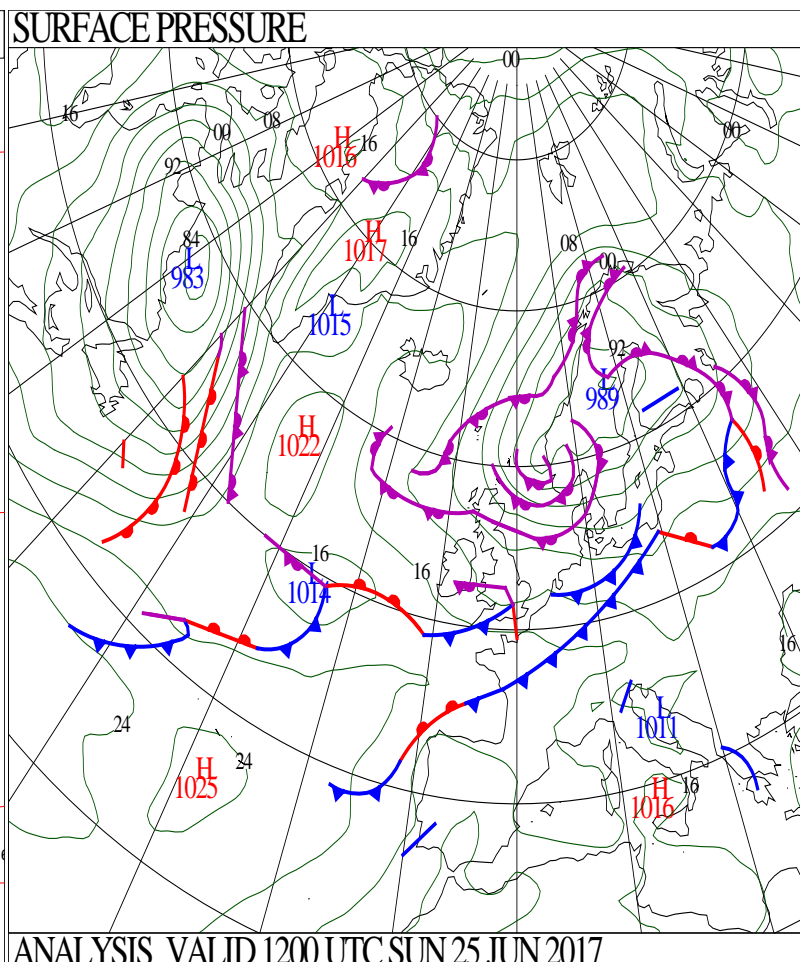 SURFACE PRESSURE
00
16
08
00
H
16
1016
00
92
84
H
16
1017
08
L
983
00
L
1015
92
L
989
H
1022
16
L
1014
16
16
24
L
1011
24
H
1025
H
16
1016
ANALYSIS VALID 1200 UTC SUN 25 JUN 2017